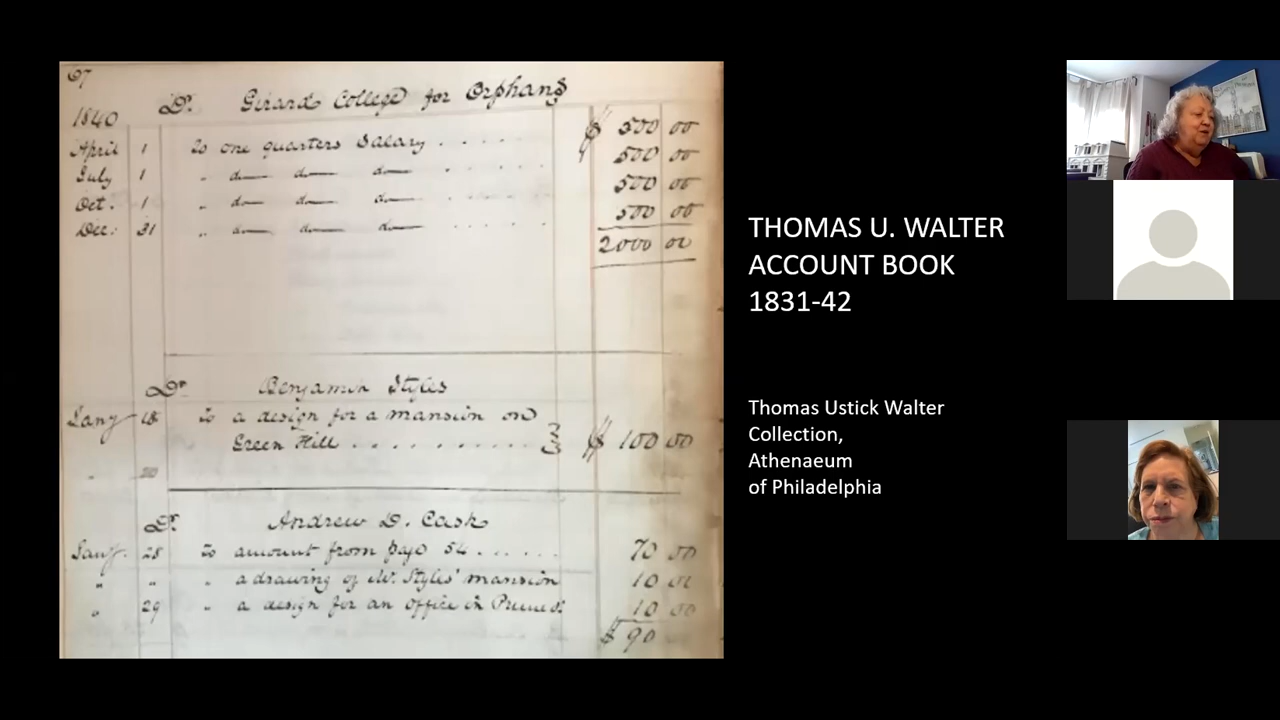 67
1840 Dr. Girard College for Orphans
April 1 To one quarters Salary . . . . . $ 500 00
July 1 " do do do . . . . . 500 00
Oct. 1 " do do do . . . . . 500 00
Dec. 31 " do do do . . . . . 500 00
2000 00
Dr Benjamin Styles
Jany 18 To a design for a mansion on
Green Hill . . . . . . . . . . $ 100 00
" 20
Dr. Andrew D. Cash
Jany. 28 To amount from page 54 . . . . . . 70 00
" " " a drawing of W. Styles' mansion 10 00
" 29 " a design for an office in Prune St 10 00
$ 90
THOMAS U. WALTER
ACCOUNT BOOK
1831-42
Thomas Ustick Walter
Collection,
Athenaeum
of Philadelphia